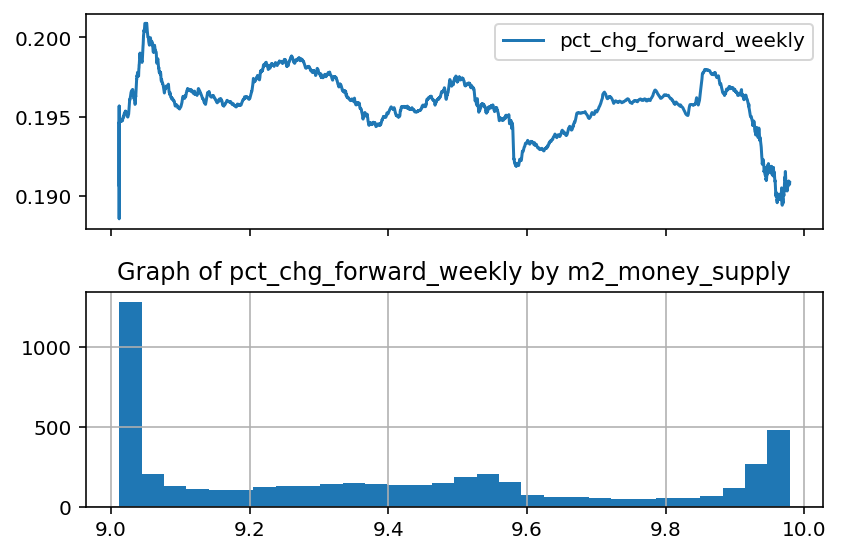 0.200
0.195
0.190
pct_chg_forward_weekly
Graph of pct_chg_forward_weekly by m2_money_supply
1000
500
0
9.0 9.2 9.4 9.6 9.8 10.0